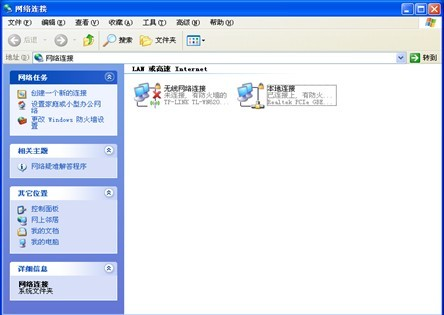 网络连接
文件(F) 编辑(E) 查看(V) 收藏(A) 工具(T) 高级(N) 帮助(H)
后退 搜索 文件夹
地址(D) 网络连接 转到
LAN 或高速 Internet
网络任务
创建一个新的连接
设置家庭或小型办公网络
更改 Windows 防火墙设置
无线网络连接
未连接, 有防火墙的
TP-LINK TL-WN820...
本地连接
已连接上, 有防火...
Realtek PCIe GBE...
相关主题
网络疑难解答程序
其它位置
控制面板
网上邻居
我的文档
我的电脑
详细信息
网络连接
系统文件夹